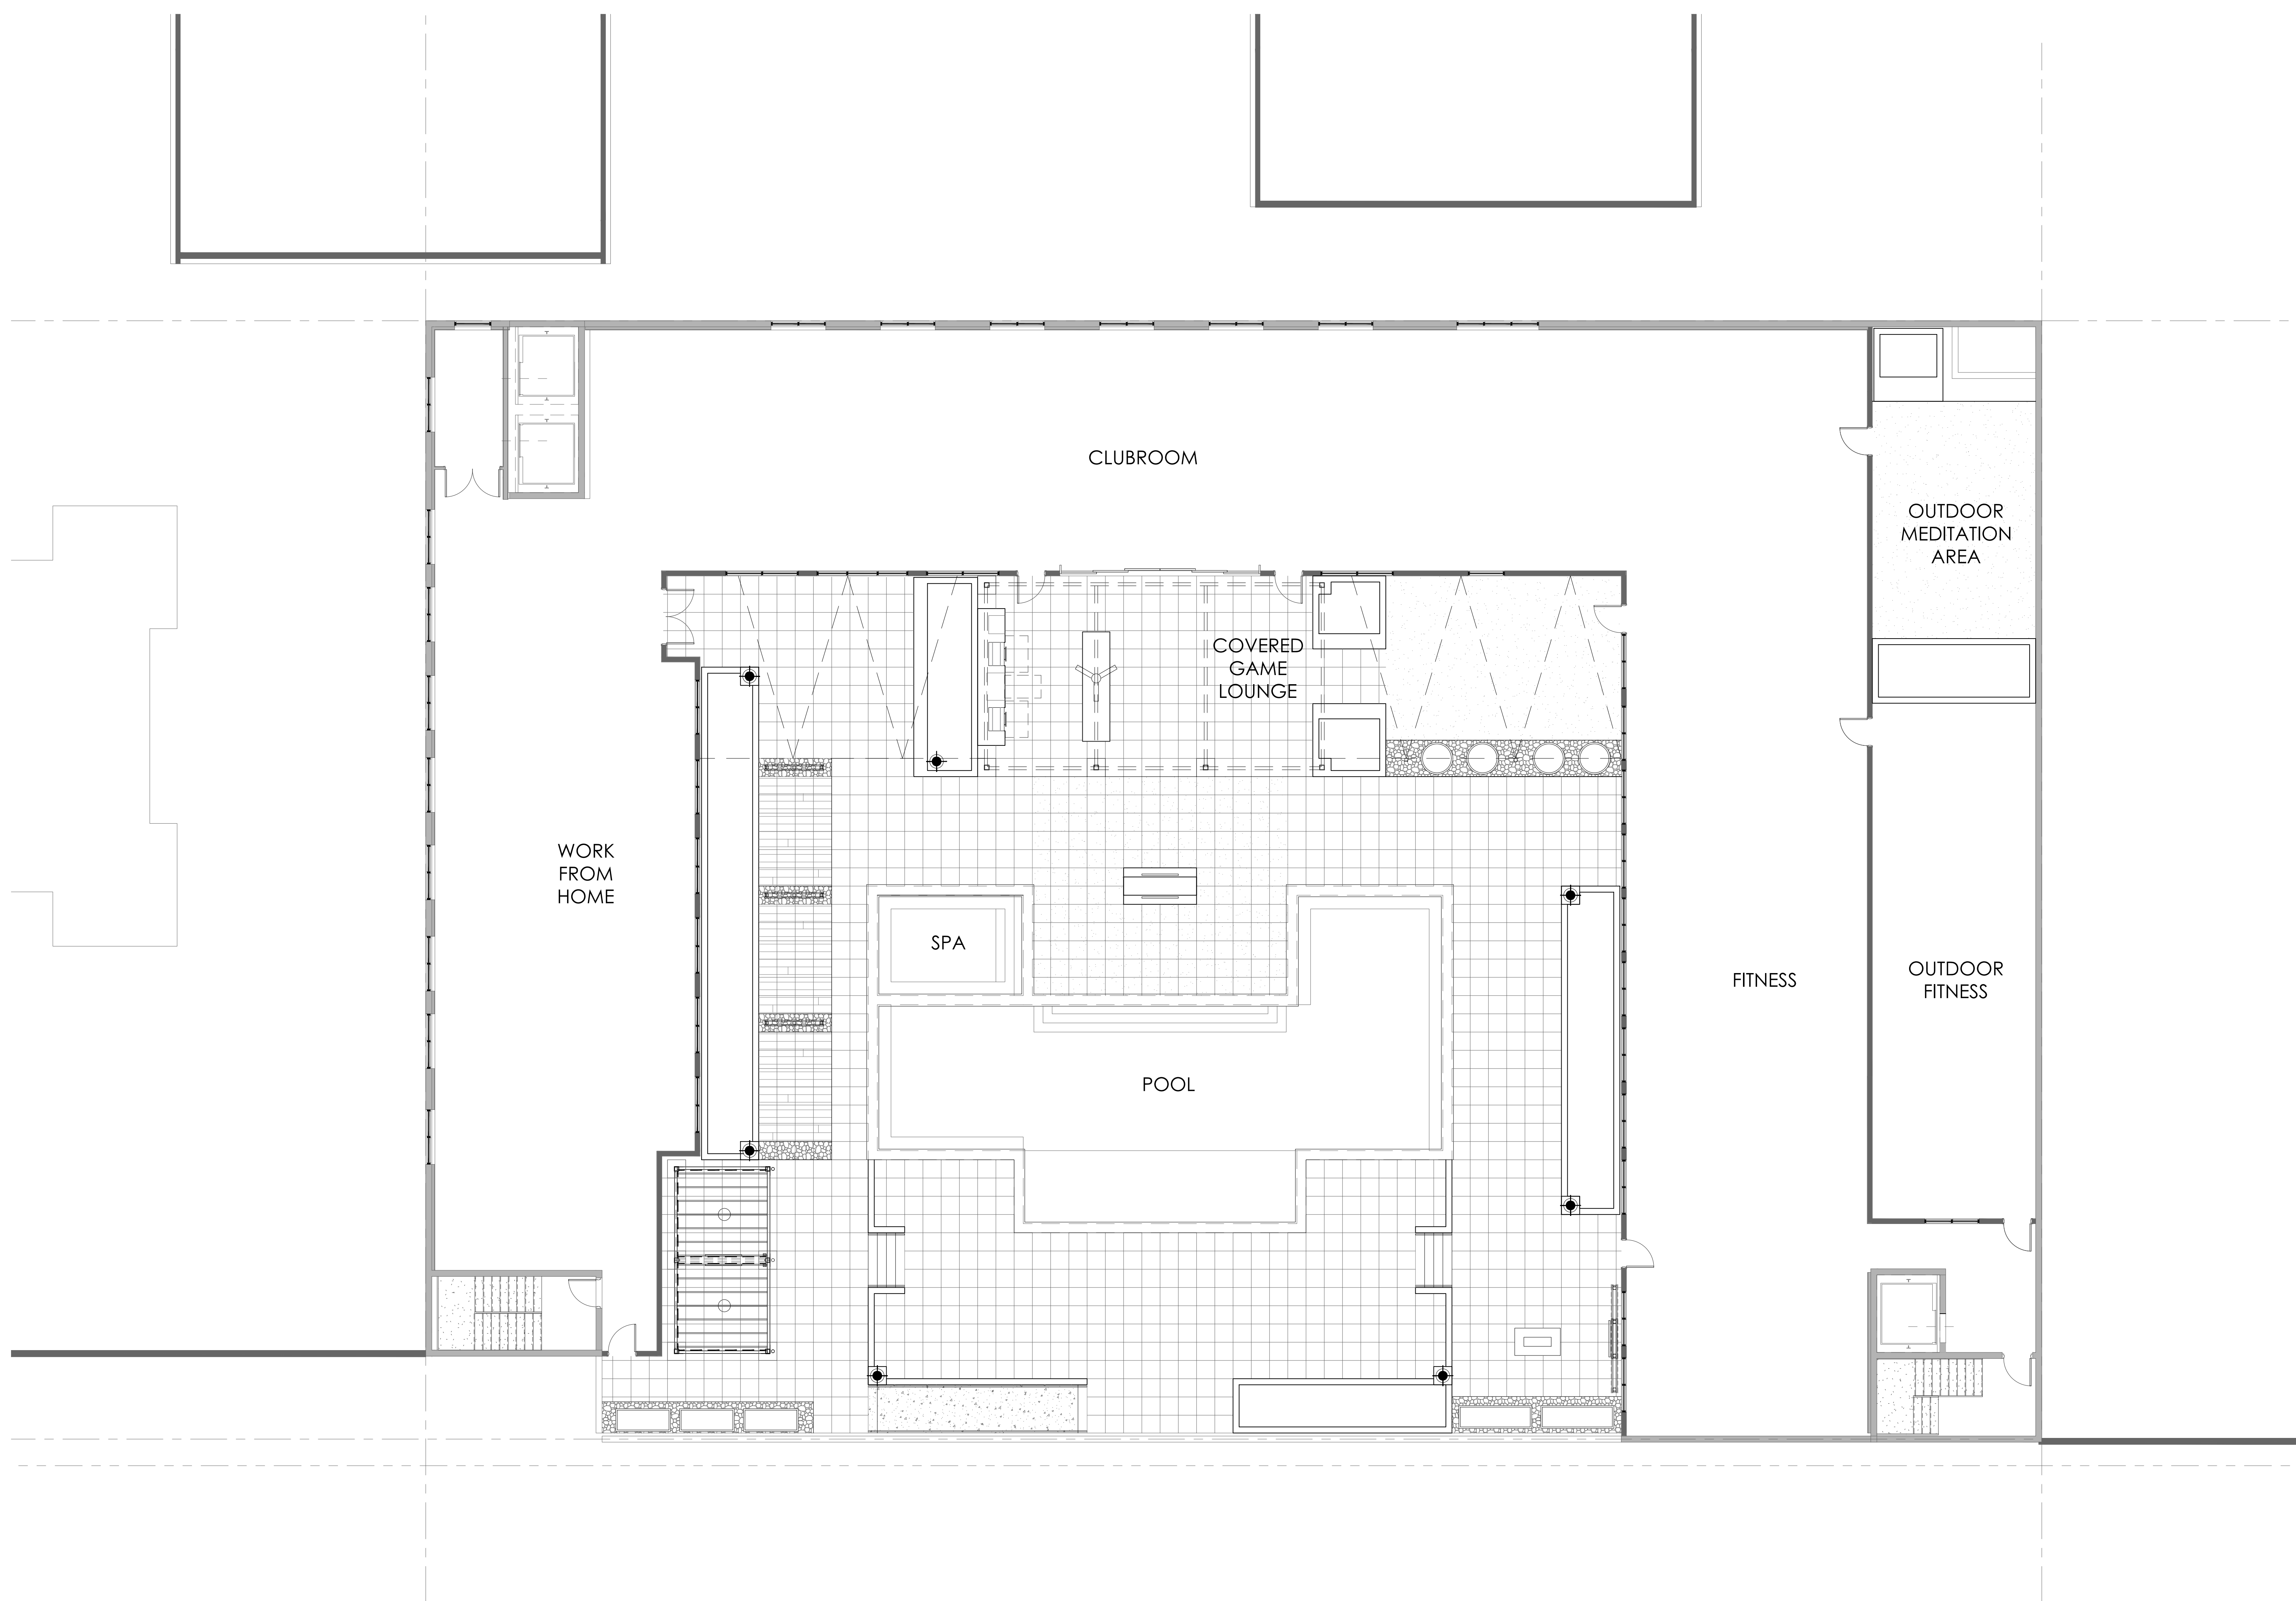 CLUBROOM
OUTDOOR
MEDITATION
AREA
COVERED
GAME
LOUNGE
WORK
FROM
HOME
SPA
FITNESS
OUTDOOR
FITNESS
POOL